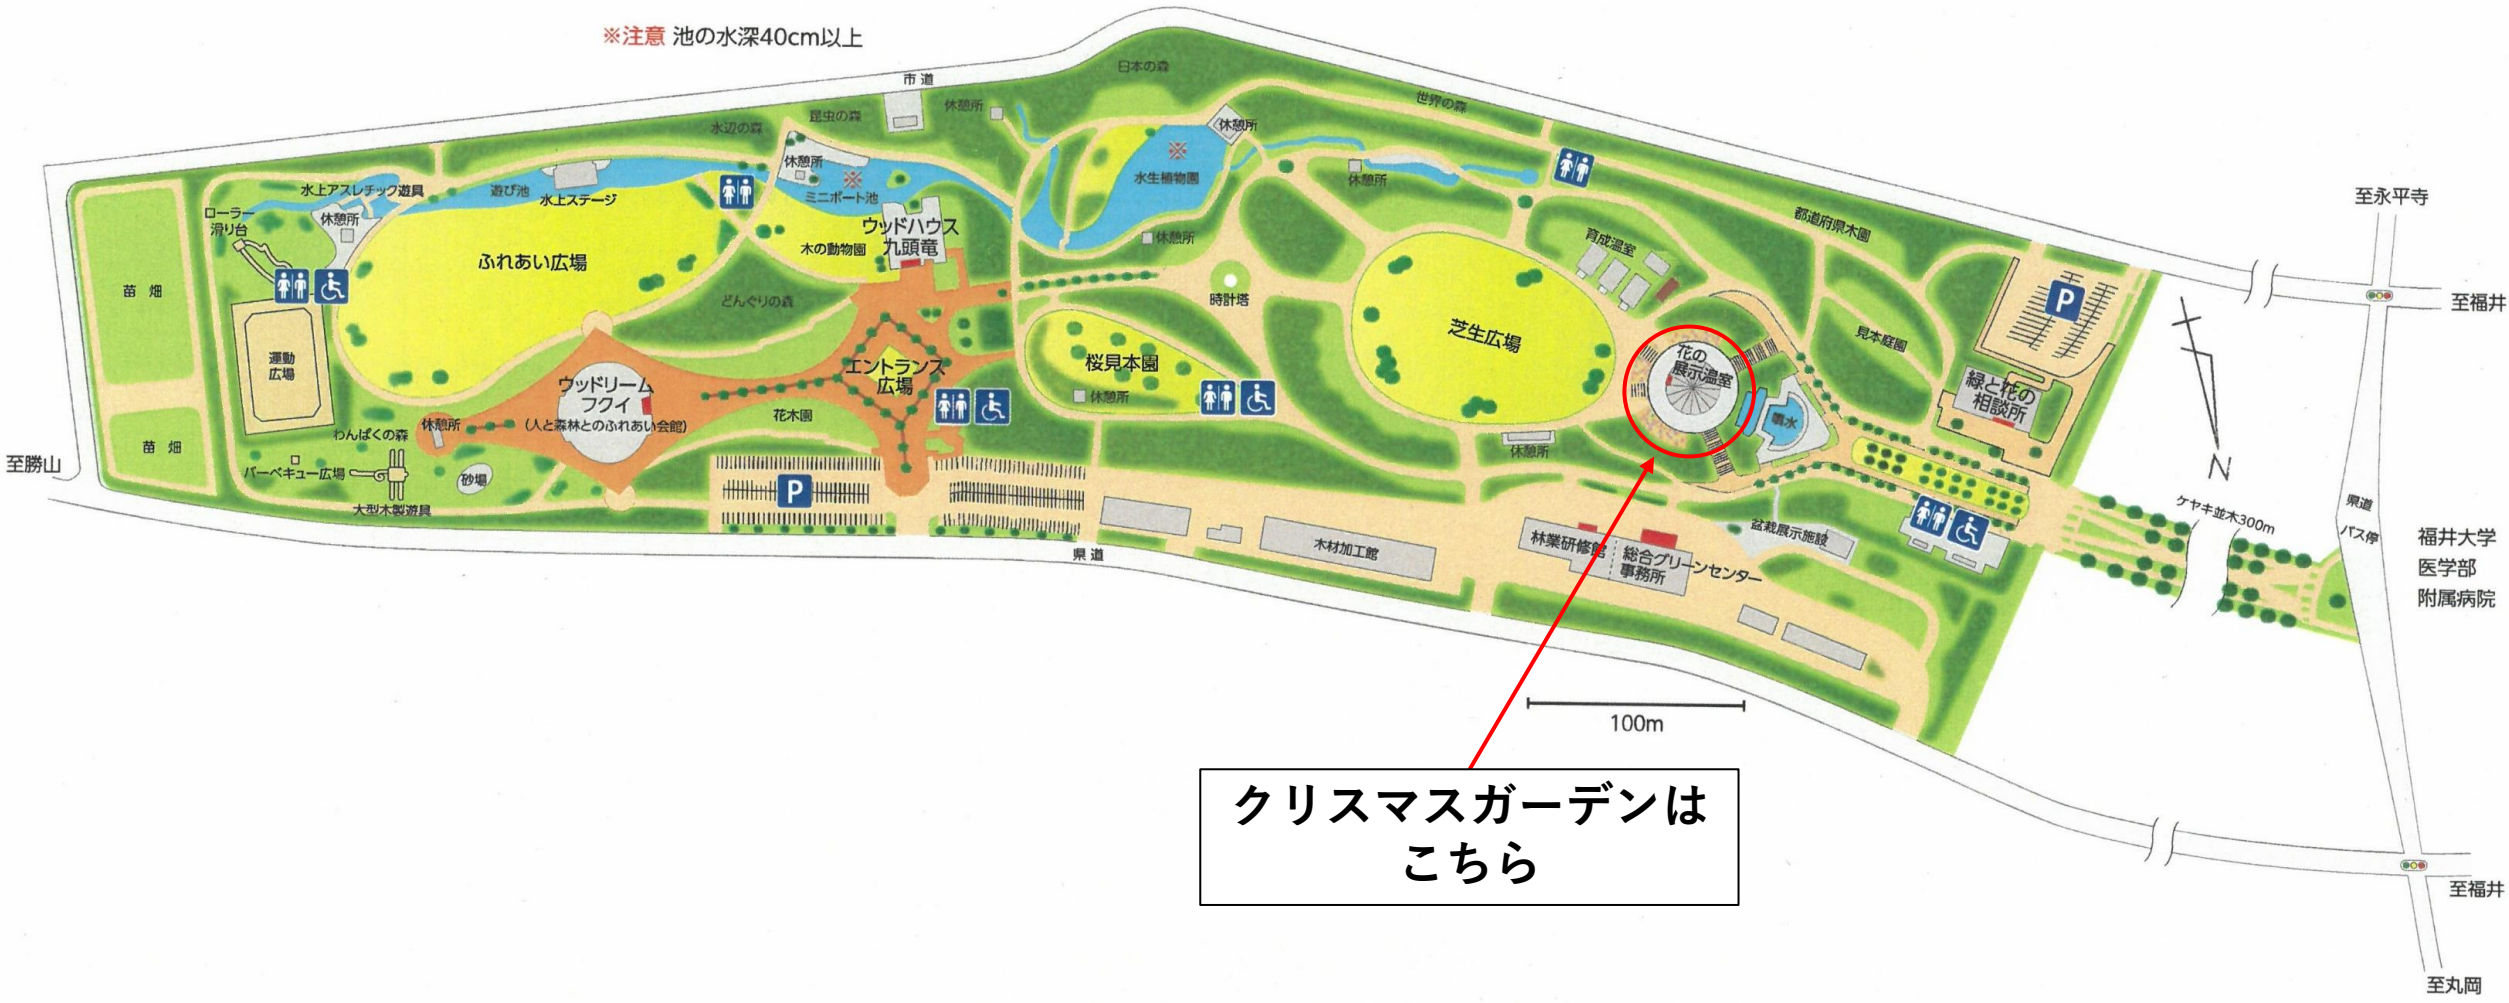 ※注意 池の水深40cm以上
市道
日本の森
世界の森
休憩所
昆虫の森
水辺の森
休憩所
休憩所
※
※
水上アスレチック遊具
遊び池
水上ステージ
ミニボート池
水生植物園
休憩所
ローラー
滑り台
休憩所
ウッドハウス
九頭竜
休憩所
育成温室
都道府県木園
至永平寺
ふれあい広場
木の動物園
苗畑
どんぐりの森
時計塔
P
至福井
運動
広場
エントランス
広場
桜見本園
休憩所
芝生広場
花の
展示温室
見本庭園
緑と花の
相談所
ウッドリーム
フクイ
(人と森林とのふれあい会館)
花木園
噴水
休憩所
わんぱくの森
苗畑
休憩所
至勝山
バーベキュー広場
砂場
大型木製遊具
P
N
ケヤキ並木300m
県道
バス停
福井大学
医学部
附属病院
県道
木材加工館
林業研修館
総合グリーンセンター
事務所
盆栽展示施設
100m
クリスマスガーデンは
こちら
至福井
至丸岡